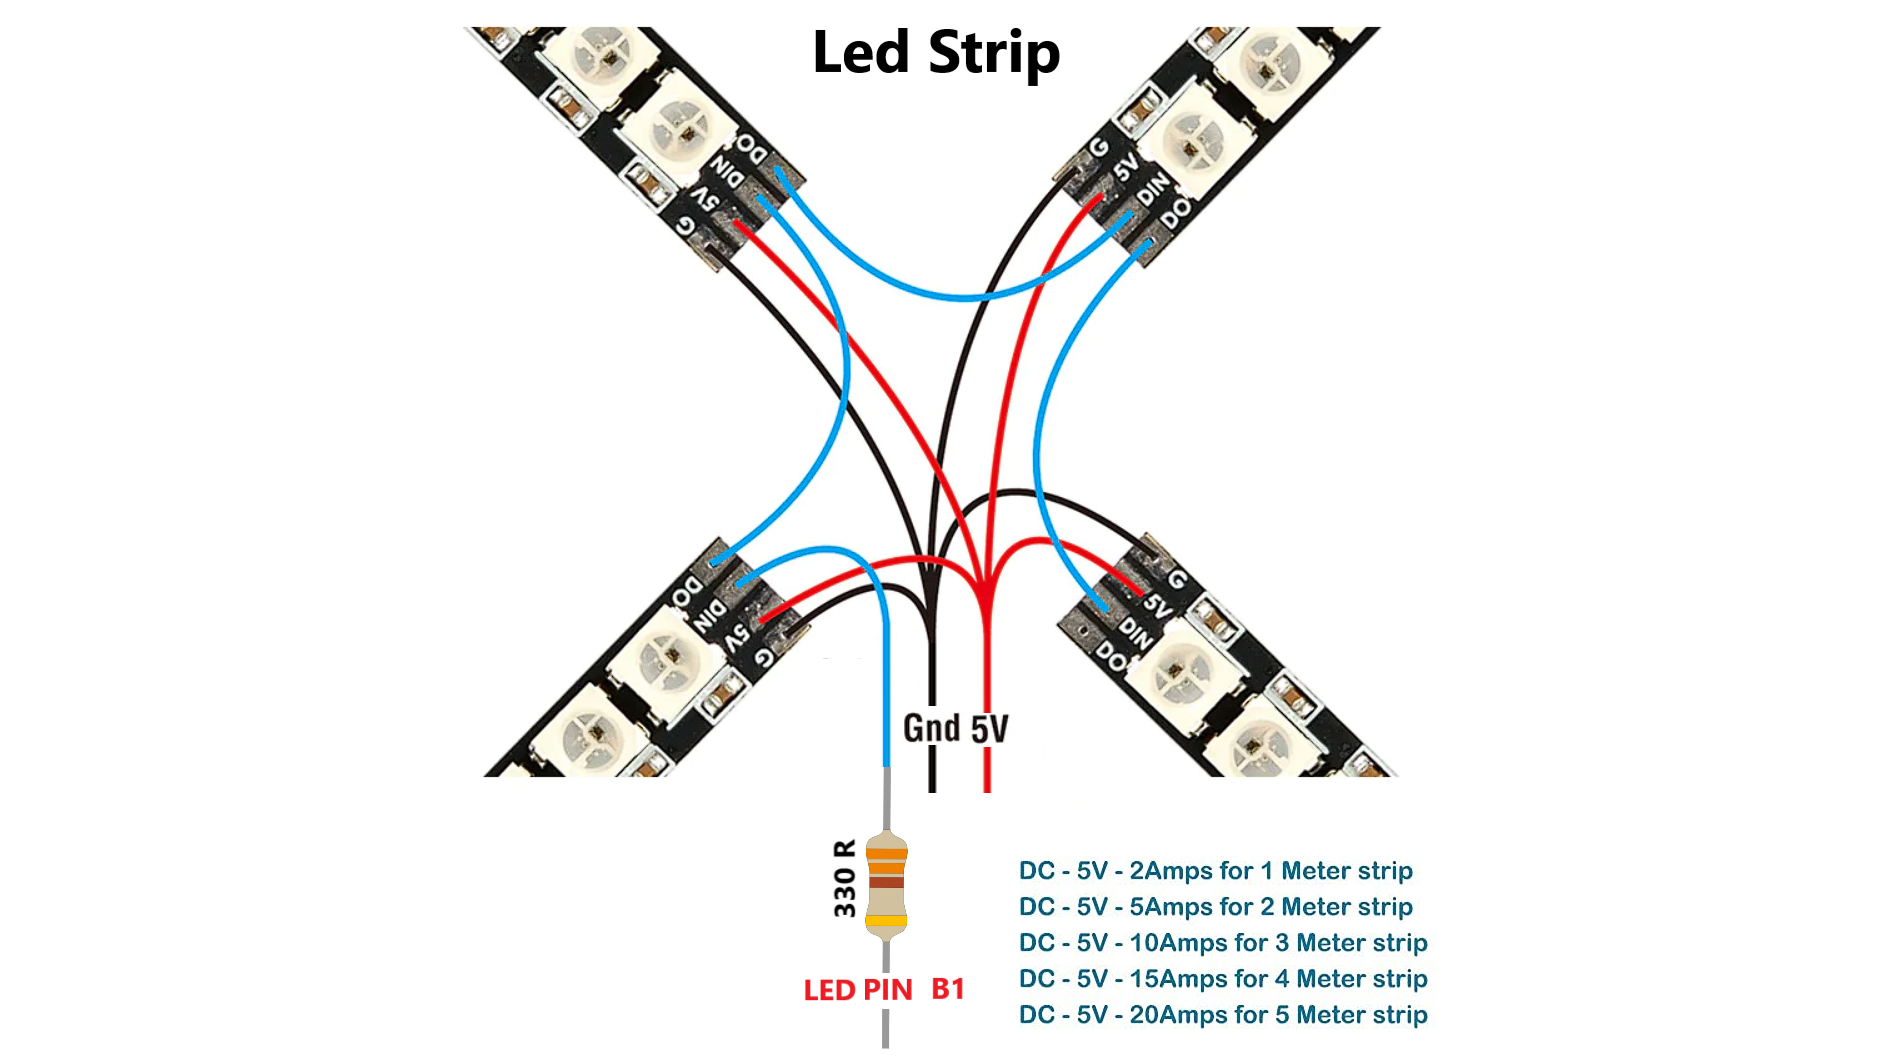 Led Strip
DO
DIN
5V
G
G
5V
DIN
DO
DO
DIN
5V
G
G
5V
DIN
DO
Gnd 5V
330 R
LED PIN B1
DC - 5V - 2Amps for 1 Meter strip
DC - 5V - 5Amps for 2 Meter strip
DC - 5V - 10Amps for 3 Meter strip
DC - 5V - 15Amps for 4 Meter strip
DC - 5V - 20Amps for 5 Meter strip